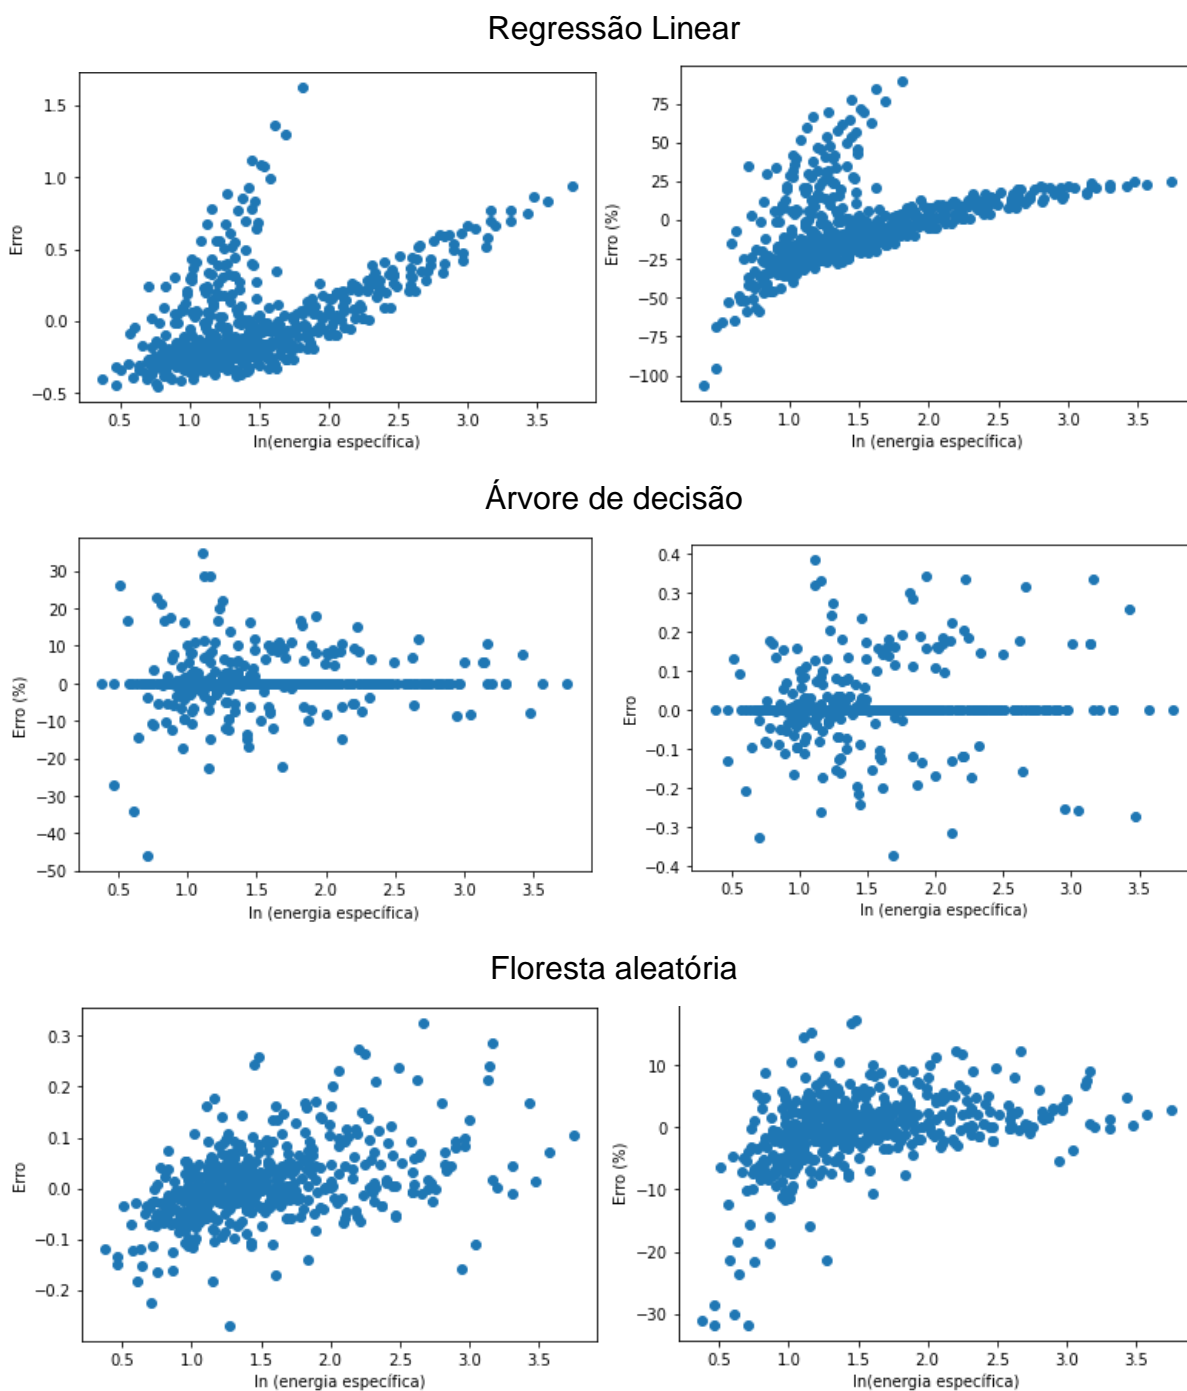 Regressão Linear
1.5
1.0
0.5
0.0
−0.5
Erro
0.5 1.0 1.5 2.0 2.5 3.0 3.5
ln(energia específica)
75
50
25
0
−25
−50
−75
−100
Erro (%)
0.5 1.0 1.5 2.0 2.5 3.0 3.5
ln (energia específica)
Árvore de decisão
30
20
10
0
−10
−20
−30
−40
−50
Erro (%)
0.5 1.0 1.5 2.0 2.5 3.0 3.5
ln (energia específica)
0.4
0.3
0.2
0.1
0.0
−0.1
−0.2
−0.3
−0.4
Erro
0.5 1.0 1.5 2.0 2.5 3.0 3.5
ln (energia específica)
Floresta aleatória
0.3
0.2
0.1
0.0
−0.1
−0.2
Erro
0.5 1.0 1.5 2.0 2.5 3.0 3.5
ln (energia específica)
10
0
−10
−20
−30
Erro (%)
0.5 1.0 1.5 2.0 2.5 3.0 3.5
ln(energia específica)